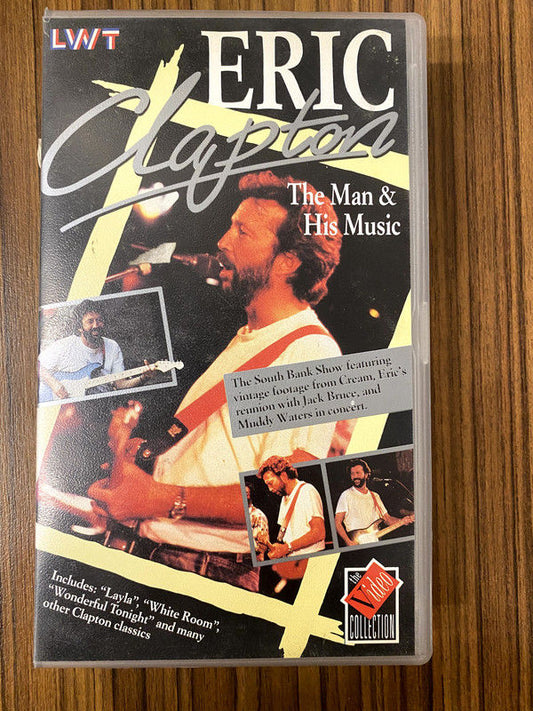 LWT
ERIC
Clapton
The Man &
His Music
The South Bank Show featuring
vintage footage from Cream, Eric's
reunion with Jack Bruce, and
Muddy Waters in concert.
Includes: "Layla", "White Room",
"Wonderful Tonight" and many
other Clapton classics
the
Video
COLLECTION